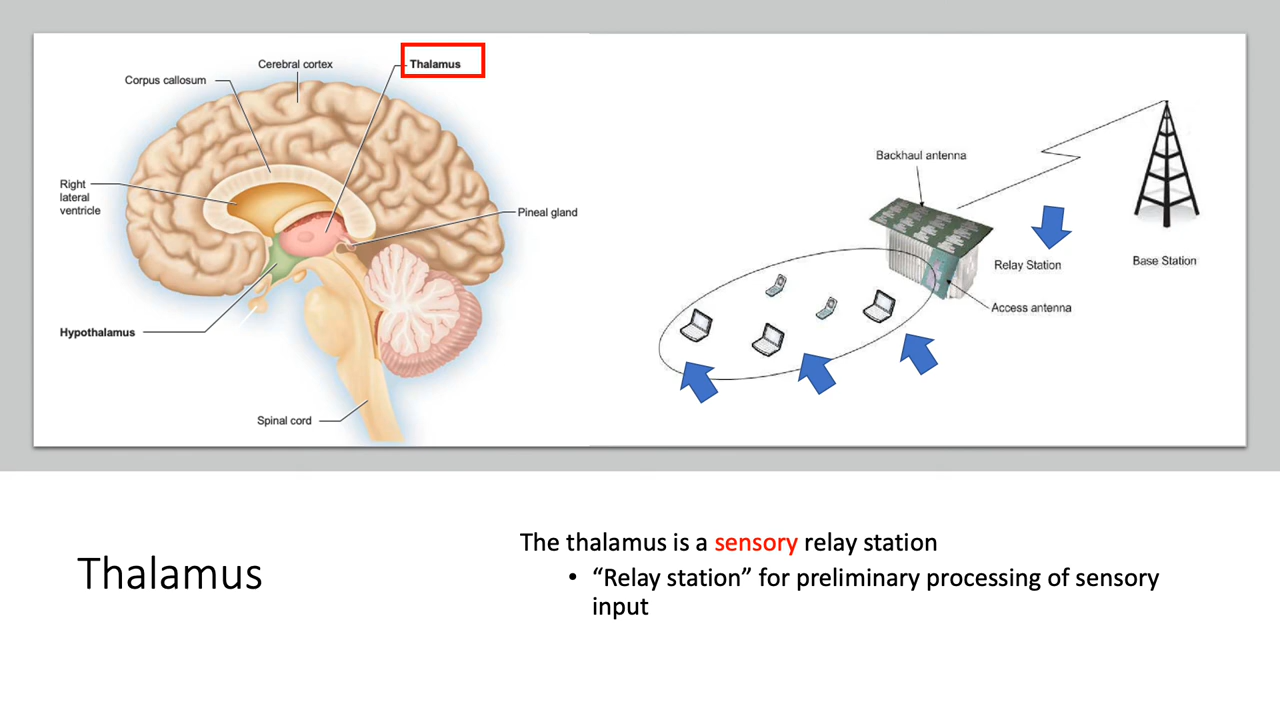 Cerebral cortex
Thalamus
Corpus callosum
Right
lateral
ventricle
Pineal gland
Hypothalamus
Spinal cord
Backhaul antenna
Relay Station
Base Station
Access antenna
Thalamus
The thalamus is a sensory relay station
• “Relay station” for preliminary processing of sensory
input